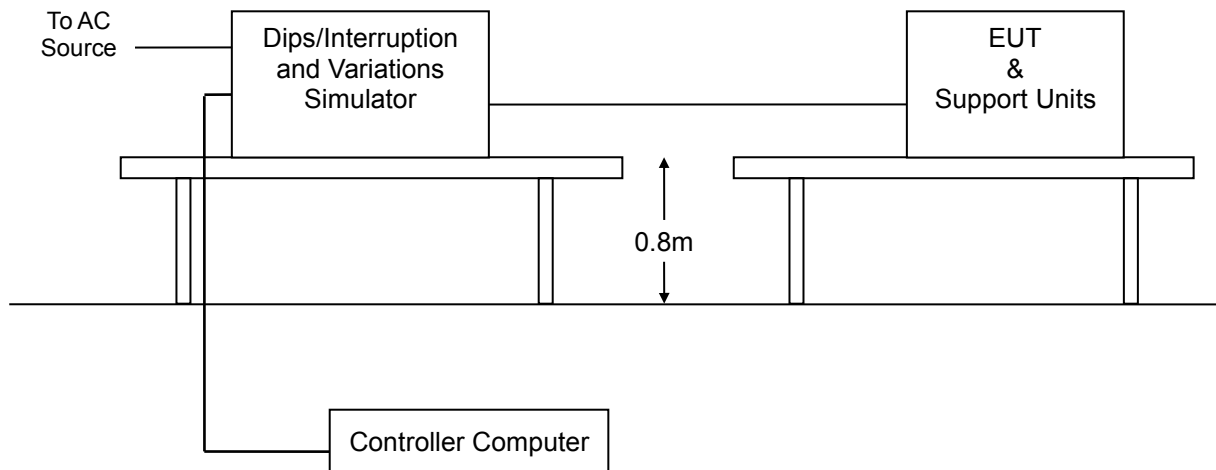 To AC
Source
Dips/Interruption
and Variations
Simulator
EUT
&
Support Units
0.8m
Controller Computer